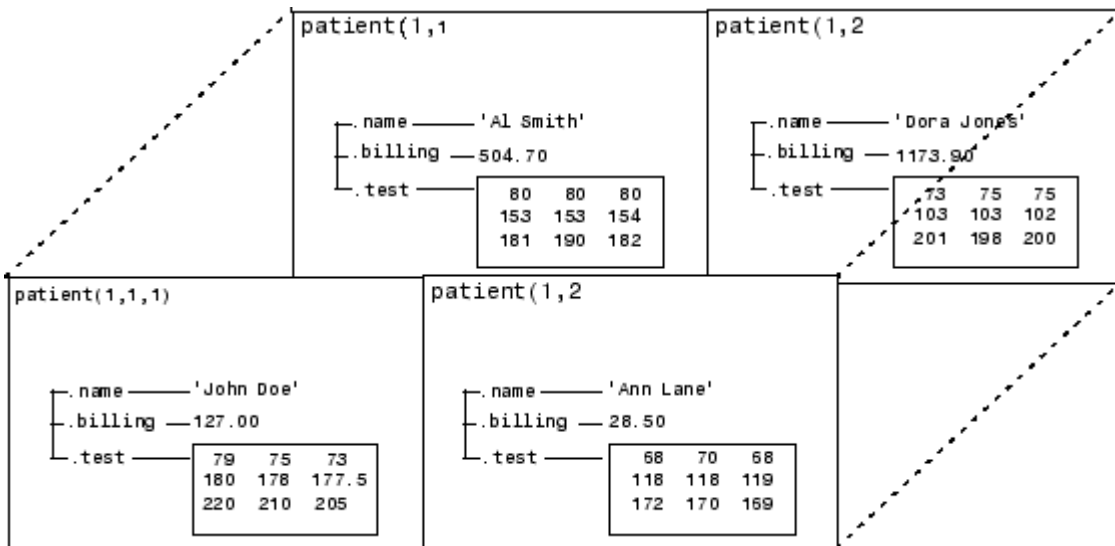 patient(1,1
.name 'Al Smith'
.billing 504.70
.test
80 80 80
153 153 154
181 190 182
patient(1,2
.name 'Dora Jones'
.billing 1173.90
.test
73 75 75
103 103 102
201 198 200
patient(1,1,1)
.name 'John Doe'
.billing 127.00
.test
79 75 73
180 178 177.5
220 210 205
patient(1,2
.name 'Ann Lane'
.billing 28.50
.test
68 70 68
118 118 119
172 170 169